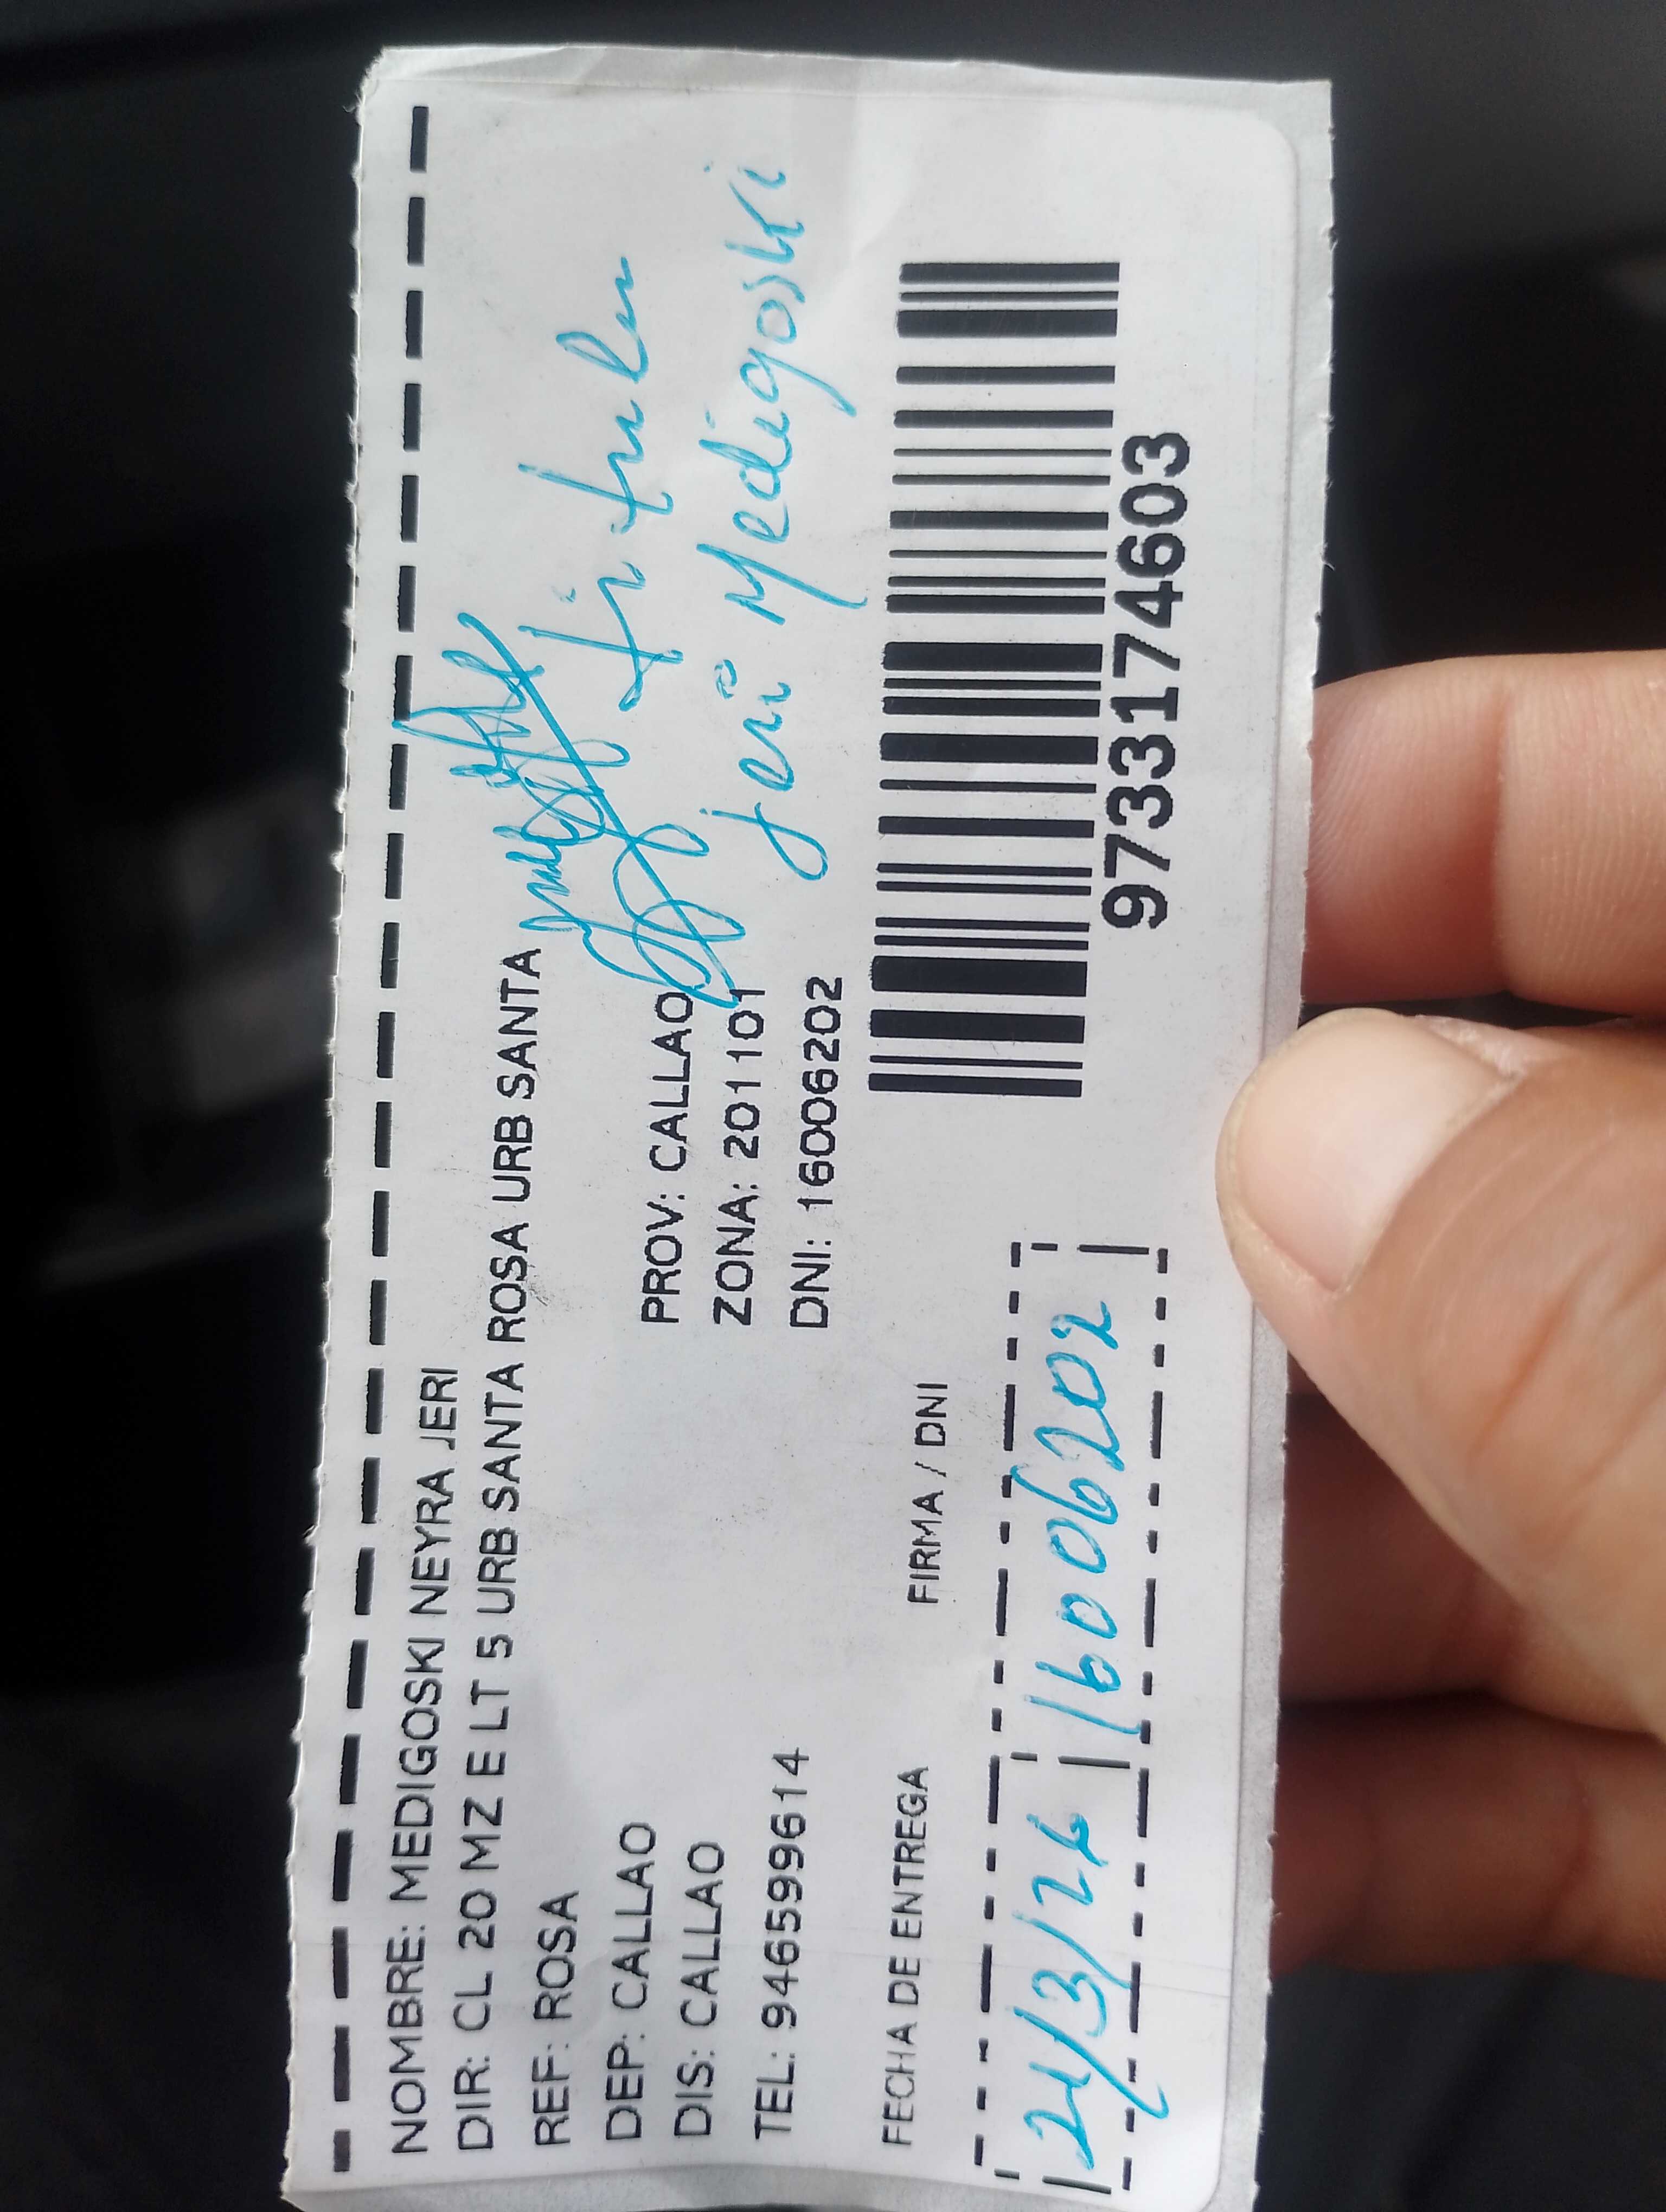 NOMBRE: MEDIGOSKI NEYRA JERI
DIR: CL 20 MZ E LT 5 URB SANTA ROSA URB SANTA
REF: ROSA
DEP: CALLAO PROV: CALLAO
DIS: CALLAO ZONA: 201101
TEL: 946599614 DNI: 16006202
titular
jeri Medigoski
FECHA DE ENTREGA FIRMA / DNI
21/3/26 16006202
97331774603